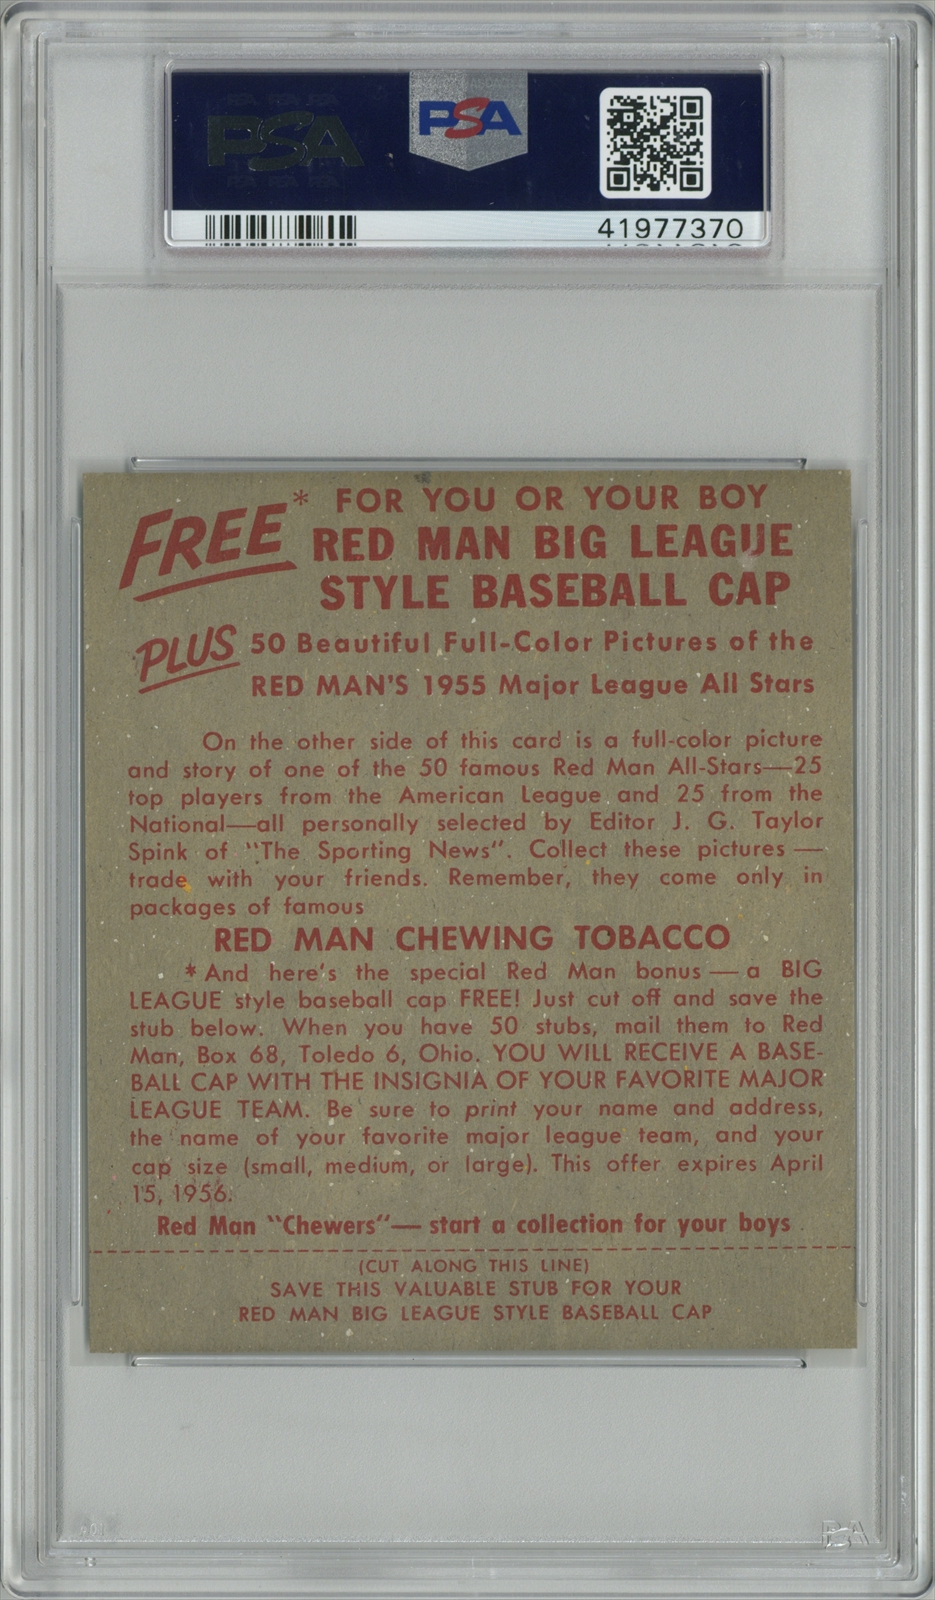 PSA
PSA
41977370
FREE* FOR YOU OR YOUR BOY
RED MAN BIG LEAGUE
STYLE BASEBALL CAP
PLUS 50 Beautiful Full-Color Pictures of the
RED MAN'S 1955 Major League All Stars
On the other side of this card is a full-color picture
and story of one of the 50 famous Red Man All-Stars—25
top players from the American League and 25 from the
National—all personally selected by Editor J. G. Taylor
Spink of "The Sporting News". Collect these pictures —
trade with your friends. Remember, they come only in
packages of famous
RED MAN CHEWING TOBACCO
*And here's the special Red Man bonus — a BIG
LEAGUE style baseball cap FREE! Just cut off and save the
stub below. When you have 50 stubs, mail them to Red
Man, Box 68, Toledo 6, Ohio. YOU WILL RECEIVE A BASE-
BALL CAP WITH THE INSIGNIA OF YOUR FAVORITE MAJOR
LEAGUE TEAM. Be sure to print your name and address,
the name of your favorite major league team, and your
cap size (small, medium, or large). This offer expires April
15, 1956.
Red Man "Chewers"— start a collection for your boys
(CUT ALONG THIS LINE)
SAVE THIS VALUABLE STUB FOR YOUR
RED MAN BIG LEAGUE STYLE BASEBALL CAP
PSA